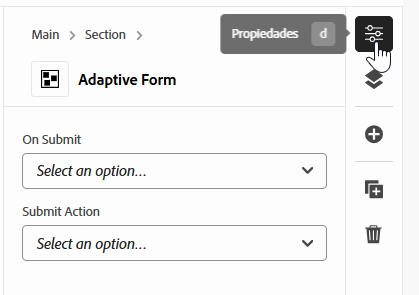 Main > Section >
Propiedades d
Adaptive Form
On Submit
Select an option...
Submit Action
Select an option...